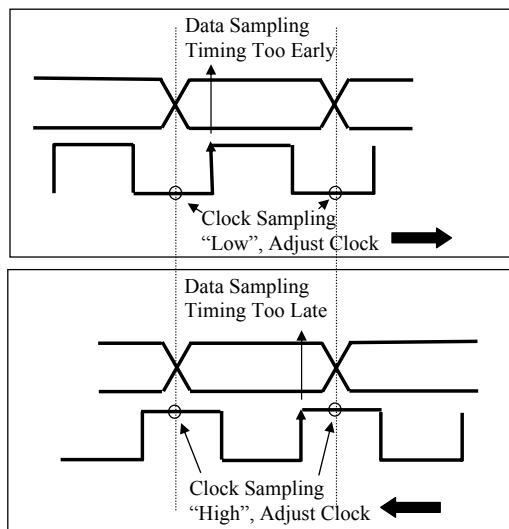 Data Sampling
Timing Too Early
Clock Sampling
“Low”, Adjust Clock
Data Sampling
Timing Too Late
Clock Sampling
“High”, Adjust Clock